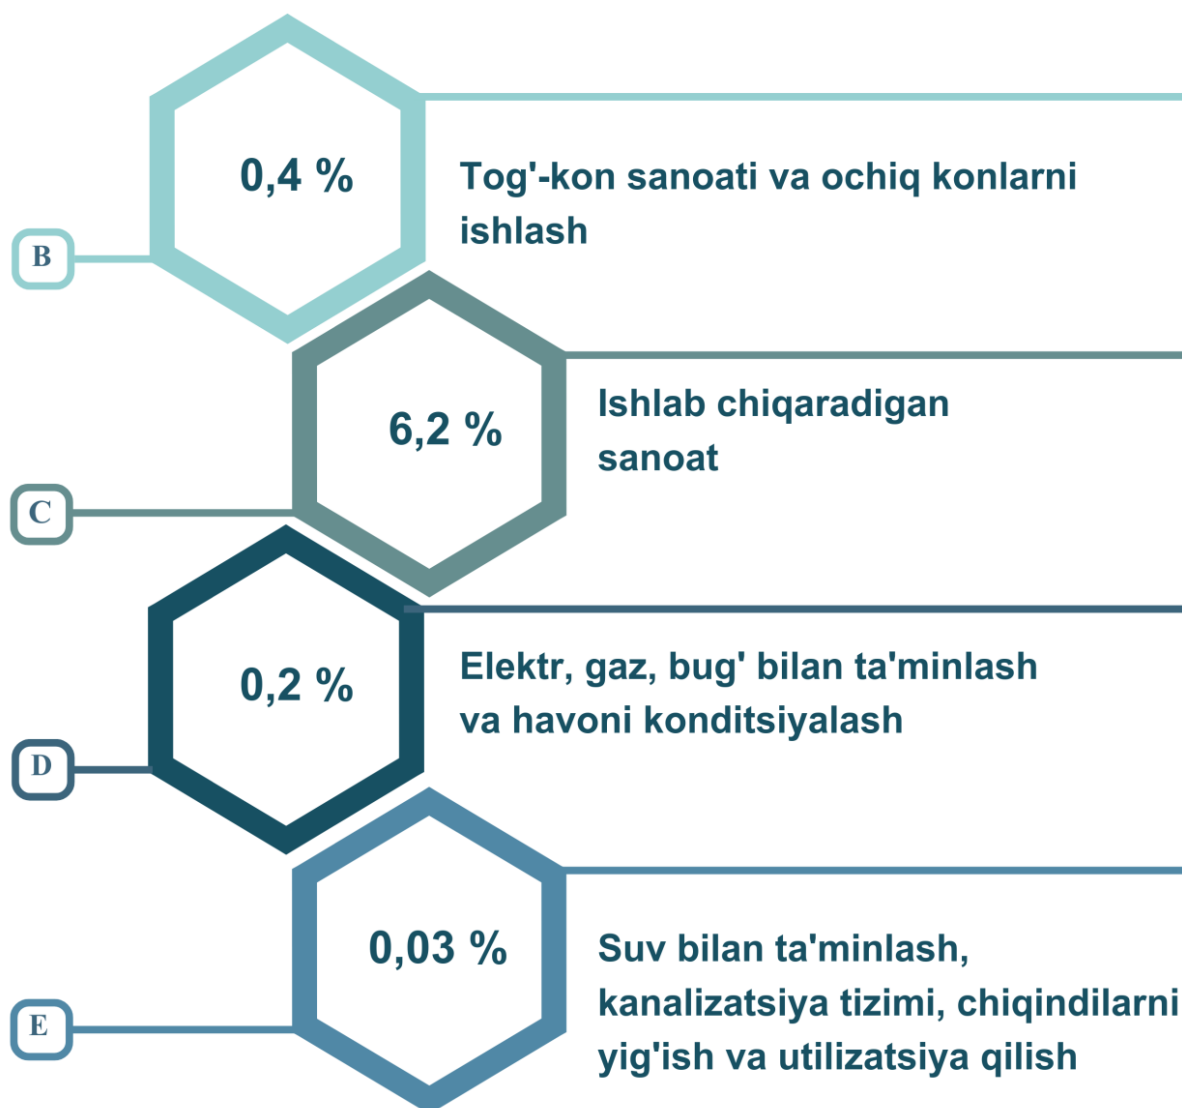 0,4 %
Tog'-kon sanoati va ochiq konlarni
ishlash
B
6,2 %
Ishlab chiqaradigan
sanoat
C
0,2 %
Elektr, gaz, bug' bilan ta'minlash
va havoni konditsiyalash
D
0,03 %
Suv bilan ta'minlash,
kanalizatsiya tizimi, chiqindilarni
yig'ish va utilizatsiya qilish
E